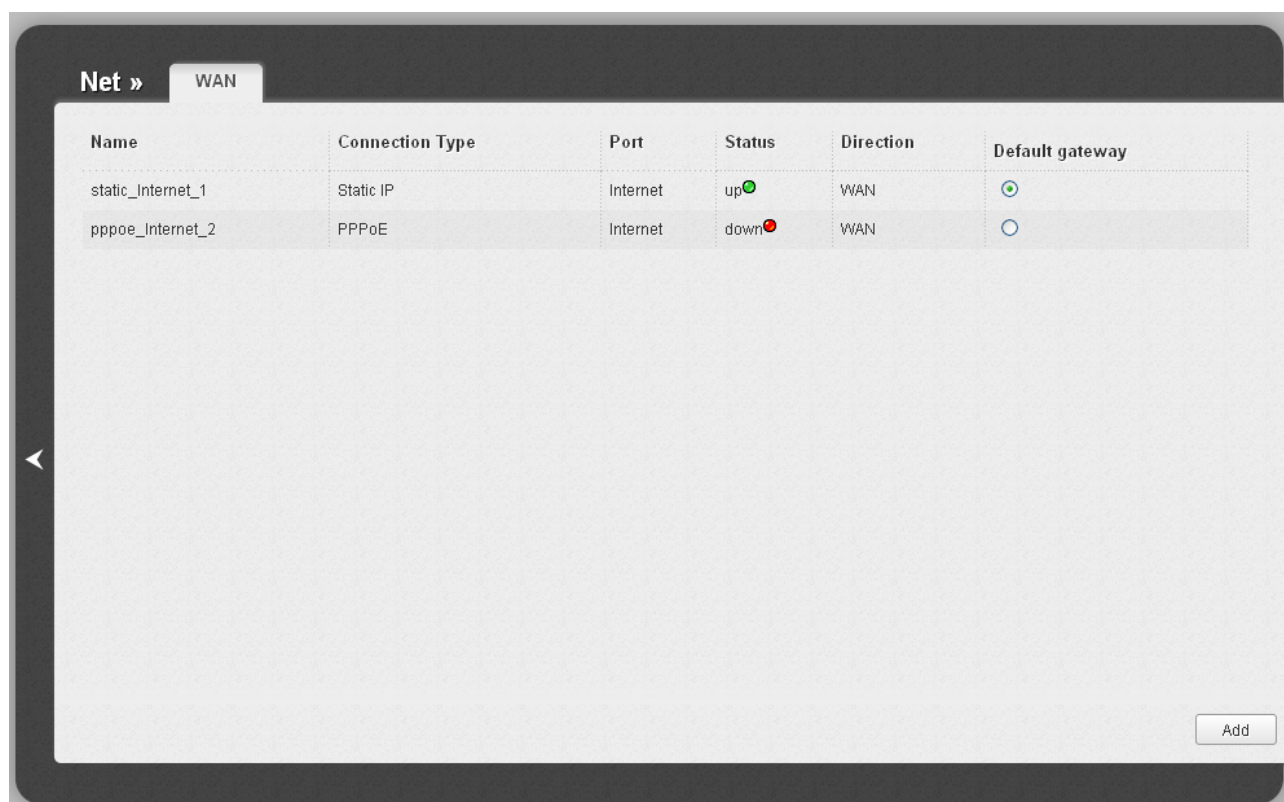 Net » WAN
Name Connection Type Port Status Direction Default gateway
static_Internet_1 Static IP Internet up WAN
pppoe_Internet_2 PPPoE Internet down WAN
Add